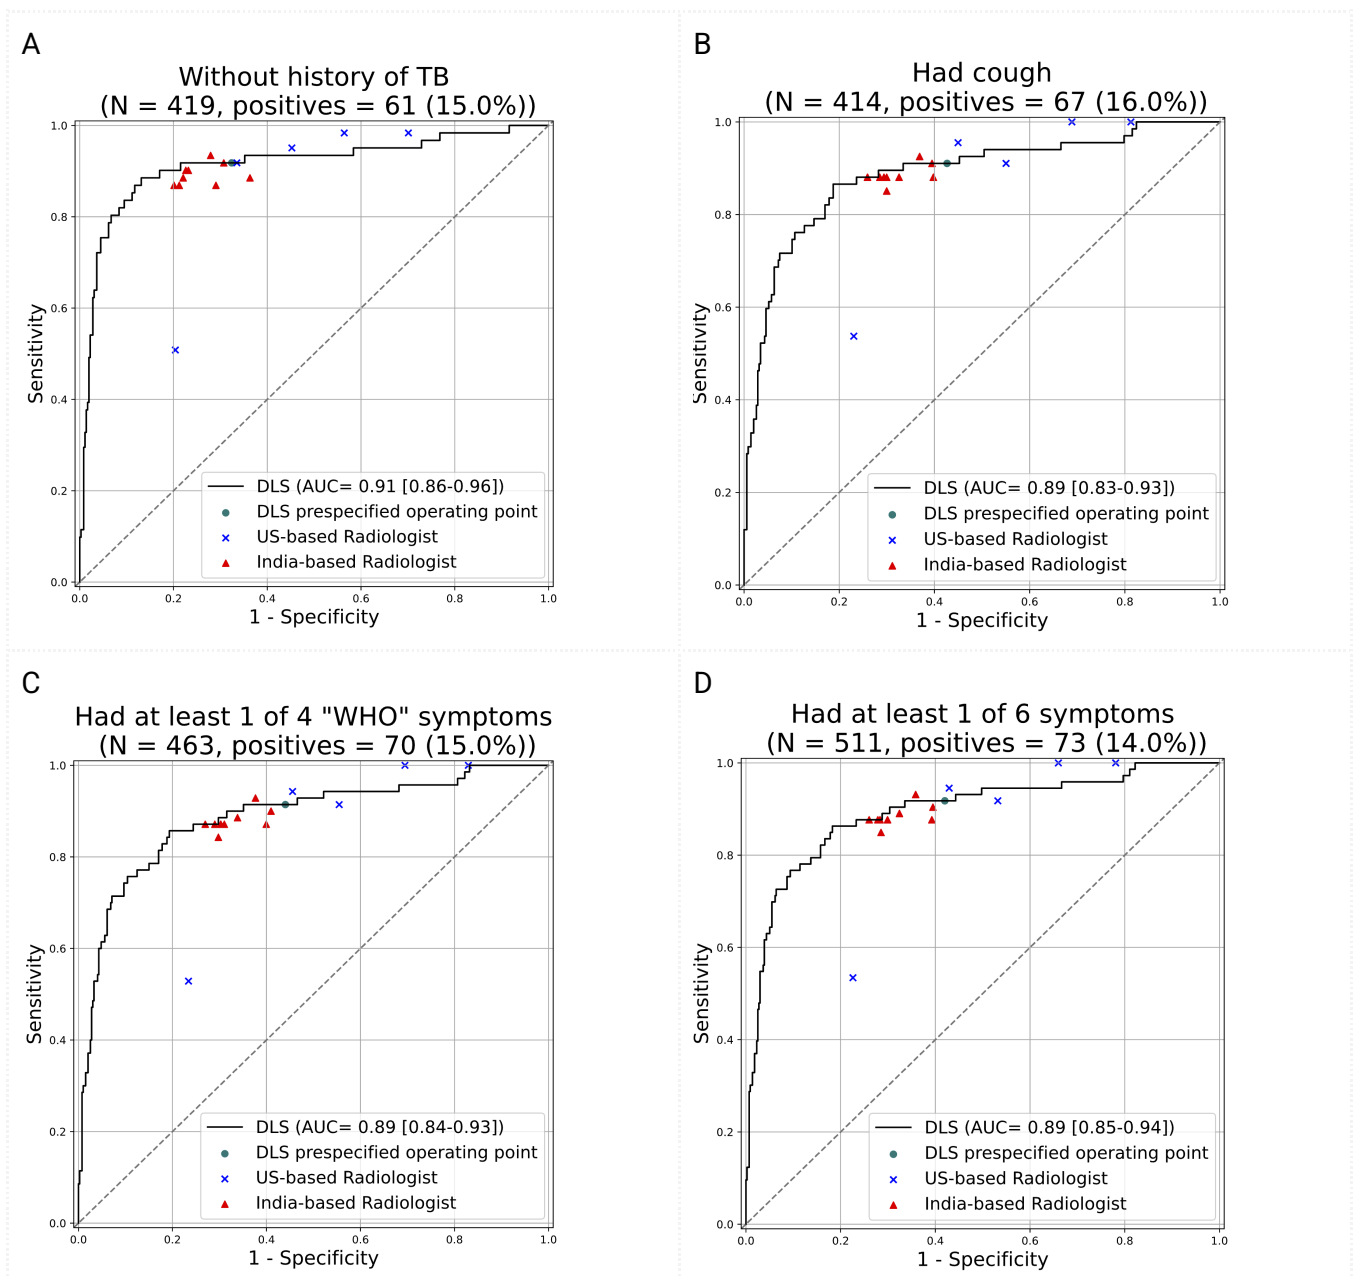 A
Without history of TB
(N = 419, positives = 61 (15.0%))
1.0
0.8
0.6
0.4
0.2
0.0
Sensitivity
DLS (AUC= 0.91 [0.86-0.96])
DLS prespecified operating point
US-based Radiologist
India-based Radiologist
0.0 0.2 0.4 0.6 0.8 1.0
1 - Specificity
B
Had cough
(N = 414, positives = 67 (16.0%))
1.0
0.8
0.6
0.4
0.2
0.0
Sensitivity
DLS (AUC= 0.89 [0.83-0.93])
DLS prespecified operating point
US-based Radiologist
India-based Radiologist
0.0 0.2 0.4 0.6 0.8 1.0
1 - Specificity
C
Had at least 1 of 4 "WHO" symptoms
(N = 463, positives = 70 (15.0%))
1.0
0.8
0.6
0.4
0.2
0.0
Sensitivity
DLS (AUC= 0.89 [0.84-0.93])
DLS prespecified operating point
US-based Radiologist
India-based Radiologist
0.0 0.2 0.4 0.6 0.8 1.0
1 - Specificity
D
Had at least 1 of 6 symptoms
(N = 511, positives = 73 (14.0%))
1.0
0.8
0.6
0.4
0.2
0.0
Sensitivity
DLS (AUC= 0.89 [0.85-0.94])
DLS prespecified operating point
US-based Radiologist
India-based Radiologist
0.0 0.2 0.4 0.6 0.8 1.0
1 - Specificity